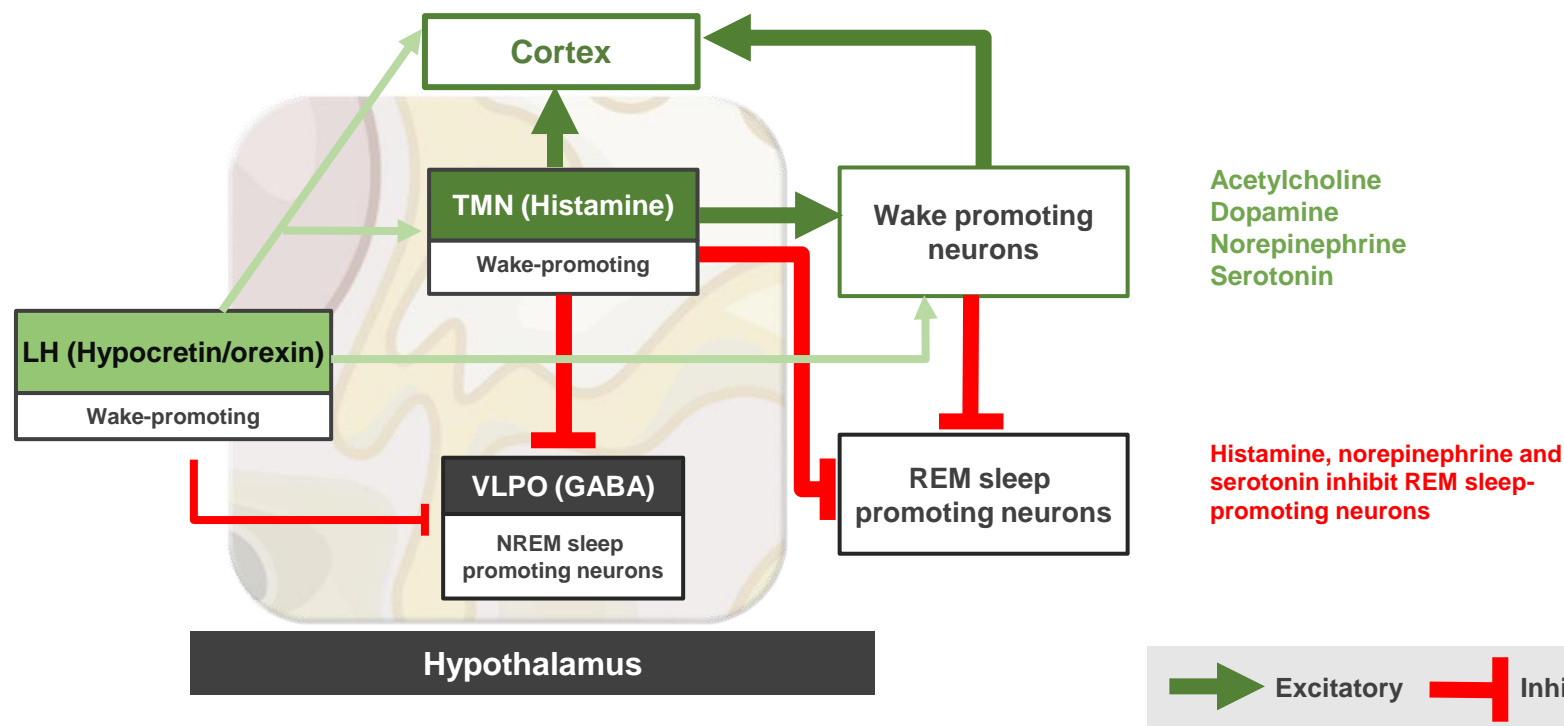 Cortex
TMN (Histamine)
Wake-promoting
Wake promoting
neurons
Acetylcholine
Dopamine
Norepinephrine
Serotonin
LH (Hypocretin/orexin)
Wake-promoting
VLPO (GABA)
NREM sleep
promoting neurons
REM sleep
promoting neurons
Histamine, norepinephrine and
serotonin inhibit REM sleep-
promoting neurons
Hypothalamus
Excitatory
Inhi